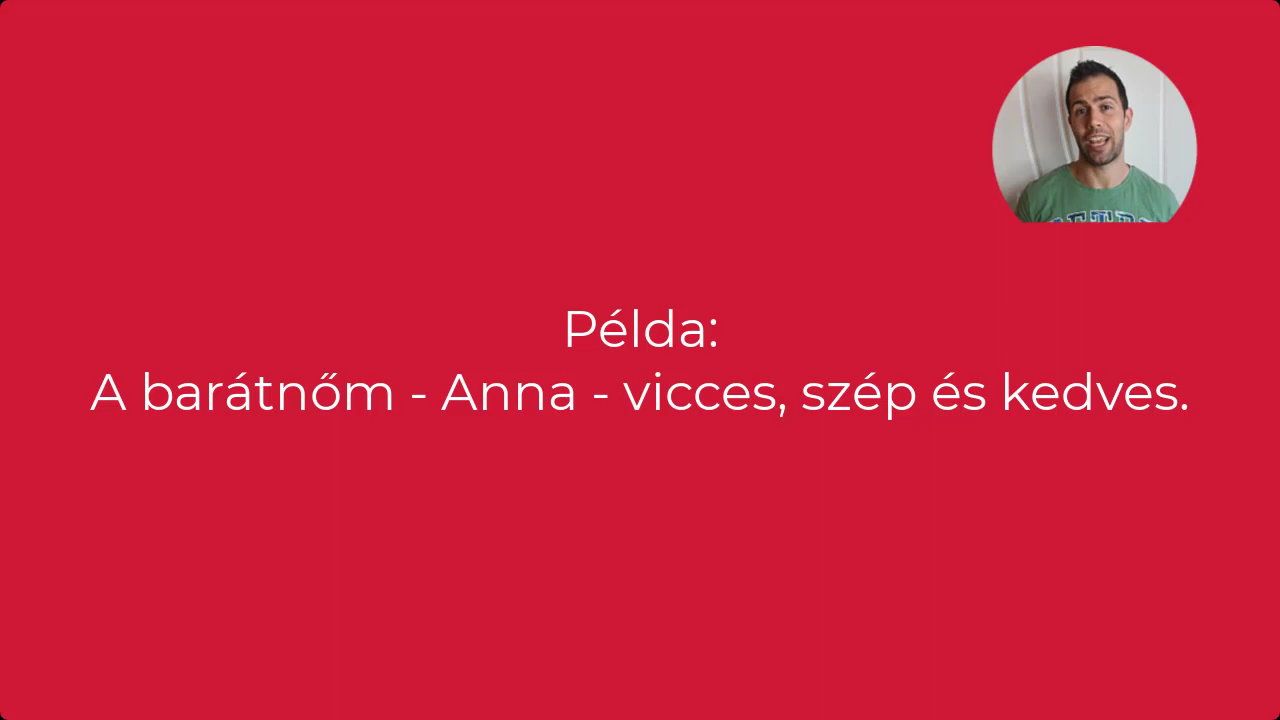 Példa:
A barátnőm - Anna - vicces, szép és kedves.